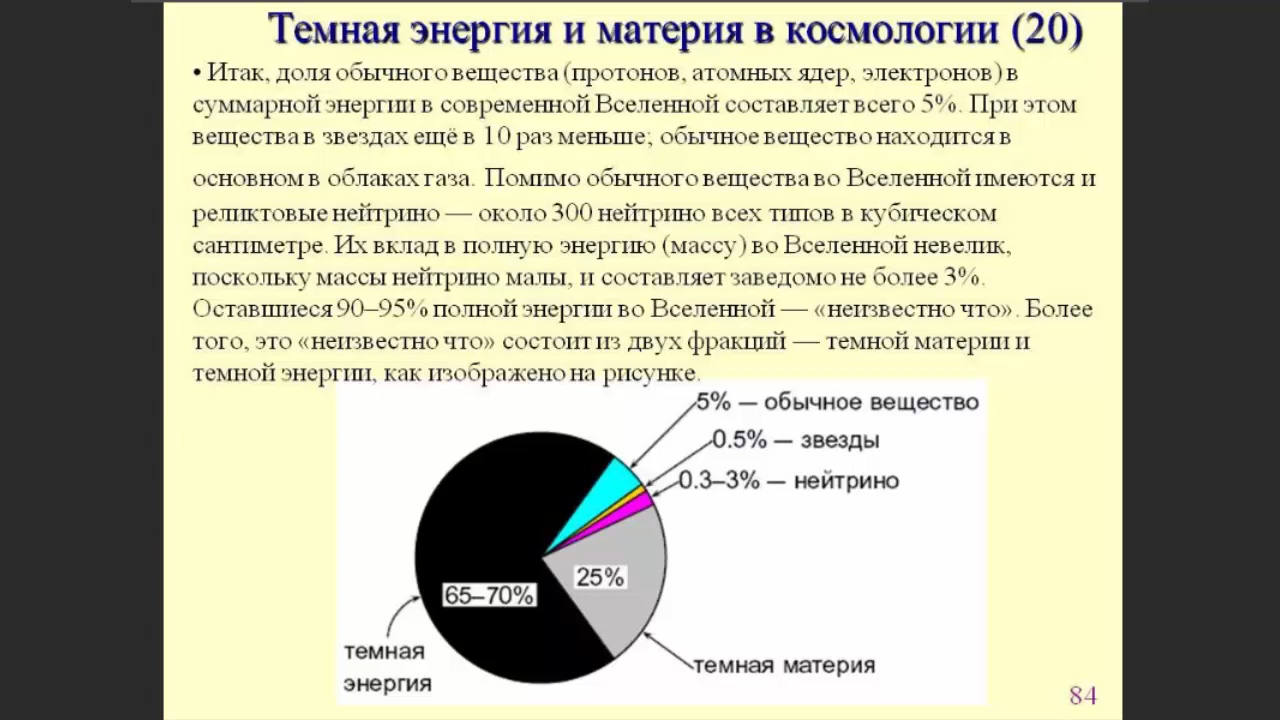 Темная энергия и материя в космологии (20)
• Итак, доля обычного вещества (протонов, атомных ядер, электронов) в
суммарной энергии в современной Вселенной составляет всего 5%. При этом
вещества в звездах ещё в 10 раз меньше; обычное вещество находится в
основном в облаках газа. Помимо обычного вещества во Вселенной имеются и
реликтовые нейтрино — около 300 нейтрино всех типов в кубическом
сантиметре. Их вклад в полную энергию (массу) во Вселенной невелик,
поскольку массы нейтрино малы, и составляет заведомо не более 3%.
Оставшиеся 90–95% полной энергии во Вселенной — «неизвестно что». Более
того, это «неизвестно что» состоит из двух фракций — темной материи и
темной энергии, как изображено на рисунке.
5% — обычное вещество
0.5% — звезды
0.3–3% — нейтрино
25%
65–70%
темная
энергия
темная материя
84